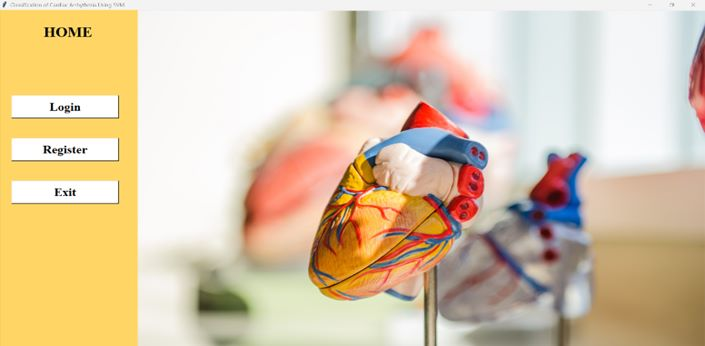 Classification of Cardiac Arrhythmia Using SVM
HOME
Login
Register
Exit